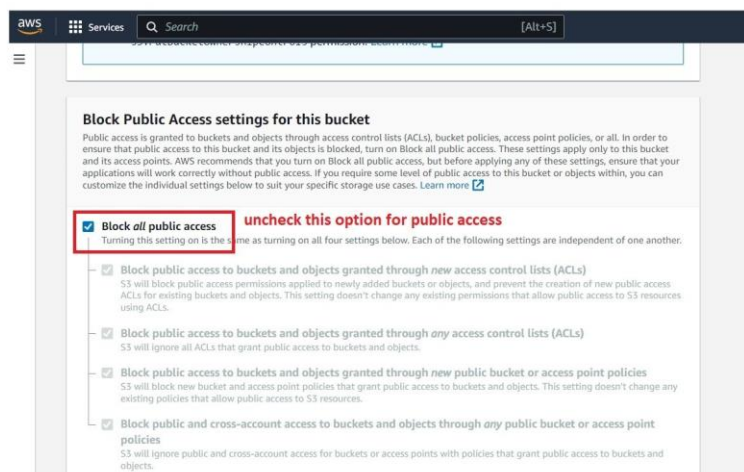 aws
Services
Search
[Alt+S]
permission. Learn more
Block Public Access settings for this bucket
Public access is granted to buckets and objects through access control lists (ACLs), bucket policies, access point policies, or all. In order to
ensure that public access to this bucket and its objects is blocked, turn on Block all public access. These settings apply only to this bucket
and its access points. AWS recommends that you turn on Block all public access, but before applying any of these settings, ensure that your
applications will work correctly without public access. If you require some level of public access to this bucket or objects within, you can
customize the individual settings below to suit your specific storage use cases. Learn more
Block all public access
uncheck this option for public access
Turning this setting on is the same as turning on all four settings below. Each of the following settings are independent of one another.
Block public access to buckets and objects granted through new access control lists (ACLs)
S3 will block public access permissions applied to newly added buckets or objects, and prevent the creation of new public access
ACLs for existing buckets and objects. This setting doesn't change any existing permissions that allow public access to S3 resources
using ACLs.
Block public access to buckets and objects granted through any access control lists (ACLs)
S3 will ignore all ACLs that grant public access to buckets and objects.
Block public access to buckets and objects granted through new public bucket or access point policies
S3 will block new bucket and access point policies that grant public access to buckets and objects. This setting doesn't change any
existing policies that allow public access to S3 resources.
Block public and cross-account access to buckets and objects through any public bucket or access point
policies
S3 will ignore public and cross-account access for buckets or access points with policies that grant public access to buckets and
objects.